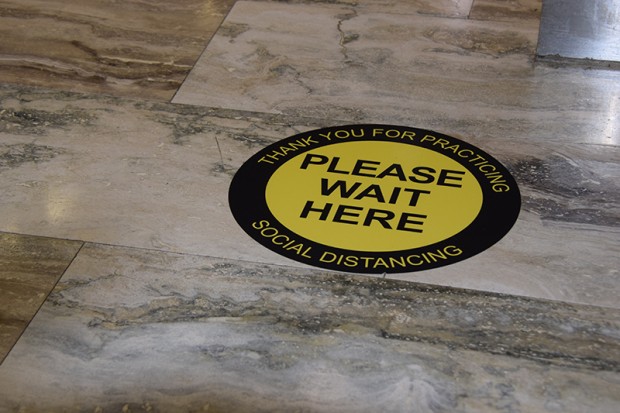 THANK YOU FOR PRACTICING
PLEASE
WAIT
HERE
SOCIAL DISTANCING